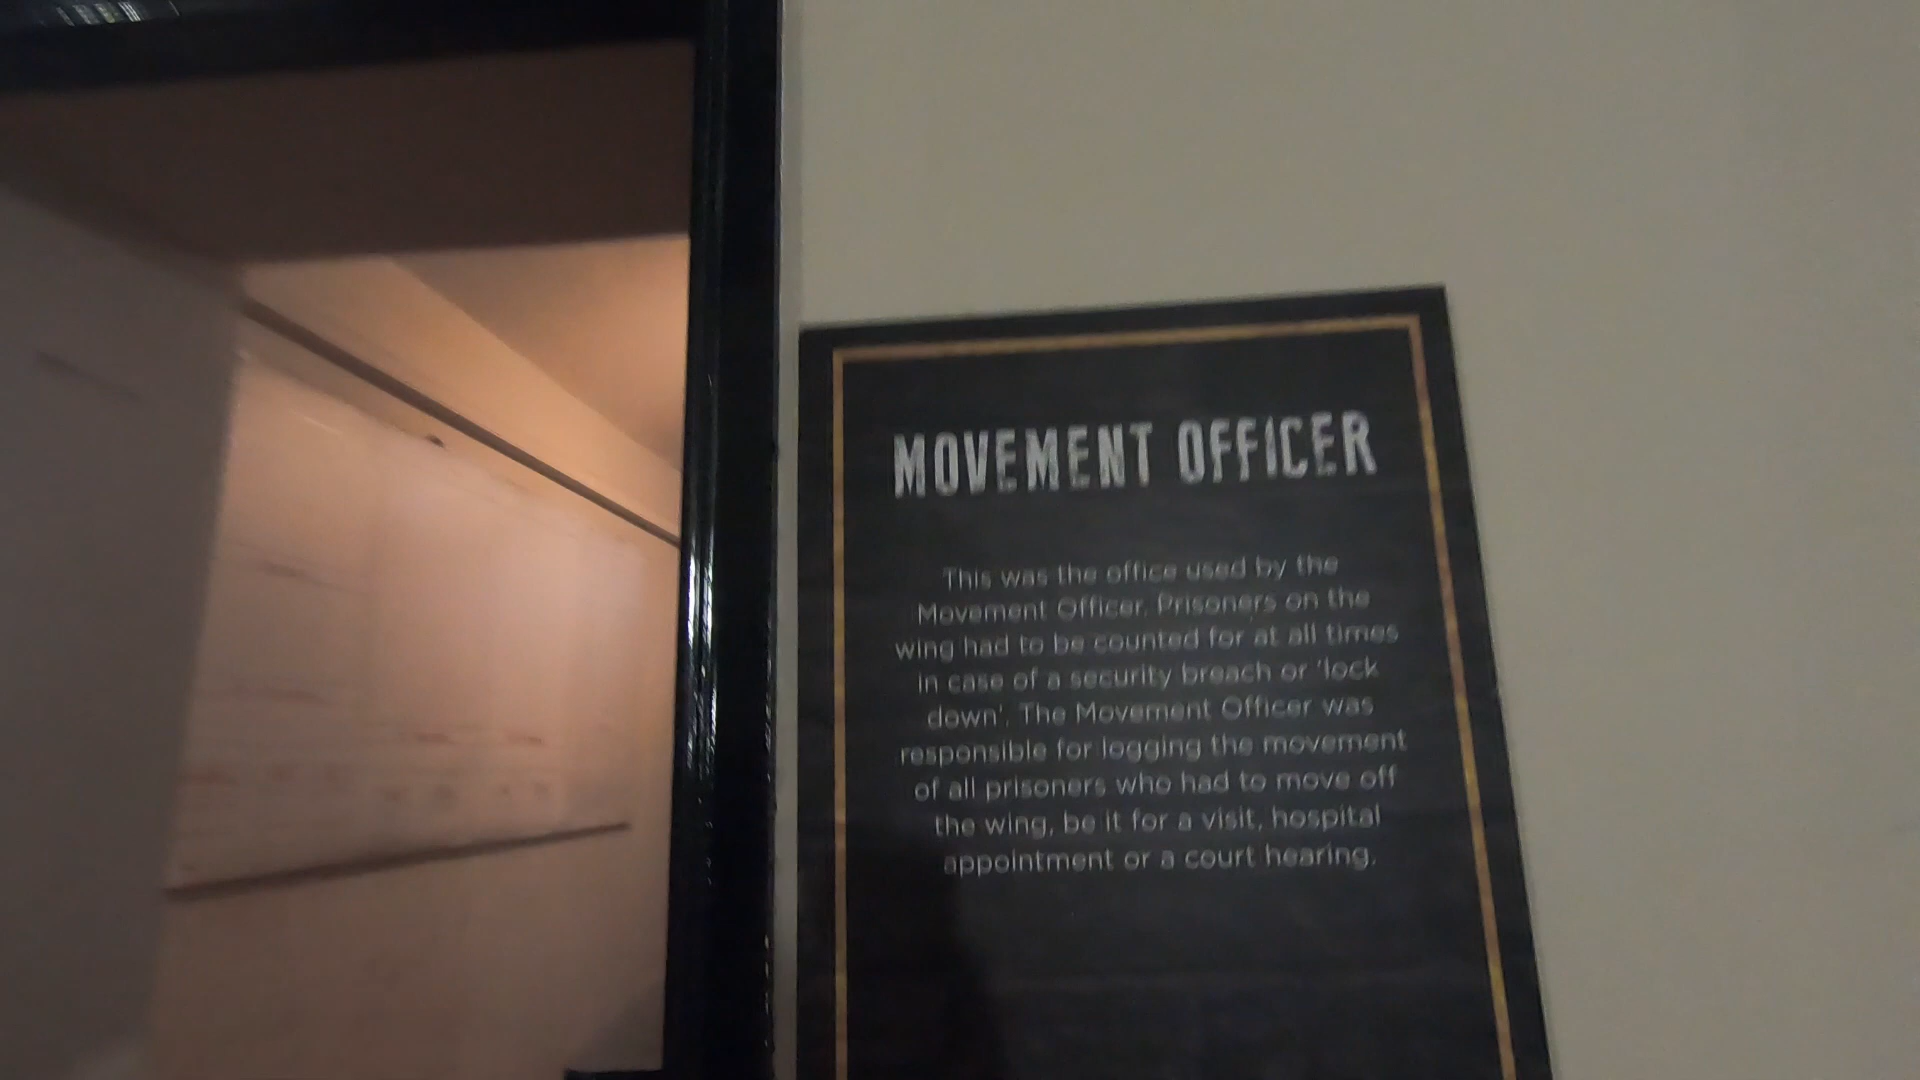 MOVEMENT OFFICER
This was the office used by the
Movement Officer. Prisoners on the
wing had to be counted for at all times
in case of a security breach or 'lock
down'. The Movement Officer was
responsible for logging the movement
of all prisoners who had to move off
the wing, be it for a visit, hospital
appointment or a court hearing.